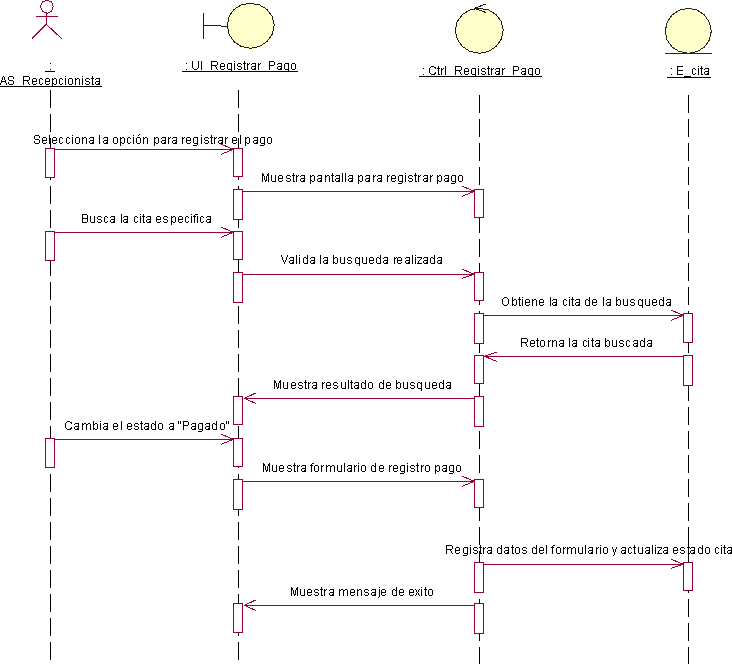 :
AS_Recepcionista
: UI_Registrar_Pago
: Ctrl_Registrar_Pago
: E_cita
Selecciona la opción para registrar el pago
Muestra pantalla para registrar pago
Busca la cita especifica
Valida la busqueda realizada
Obtiene la cita de la busqueda
Retorna la cita buscada
Muestra resultado de busqueda
Cambia el estado a "Pagado"
Muestra formulario de registro pago
Registra datos del formulario y actualiza estado cita
Muestra mensaje de exito